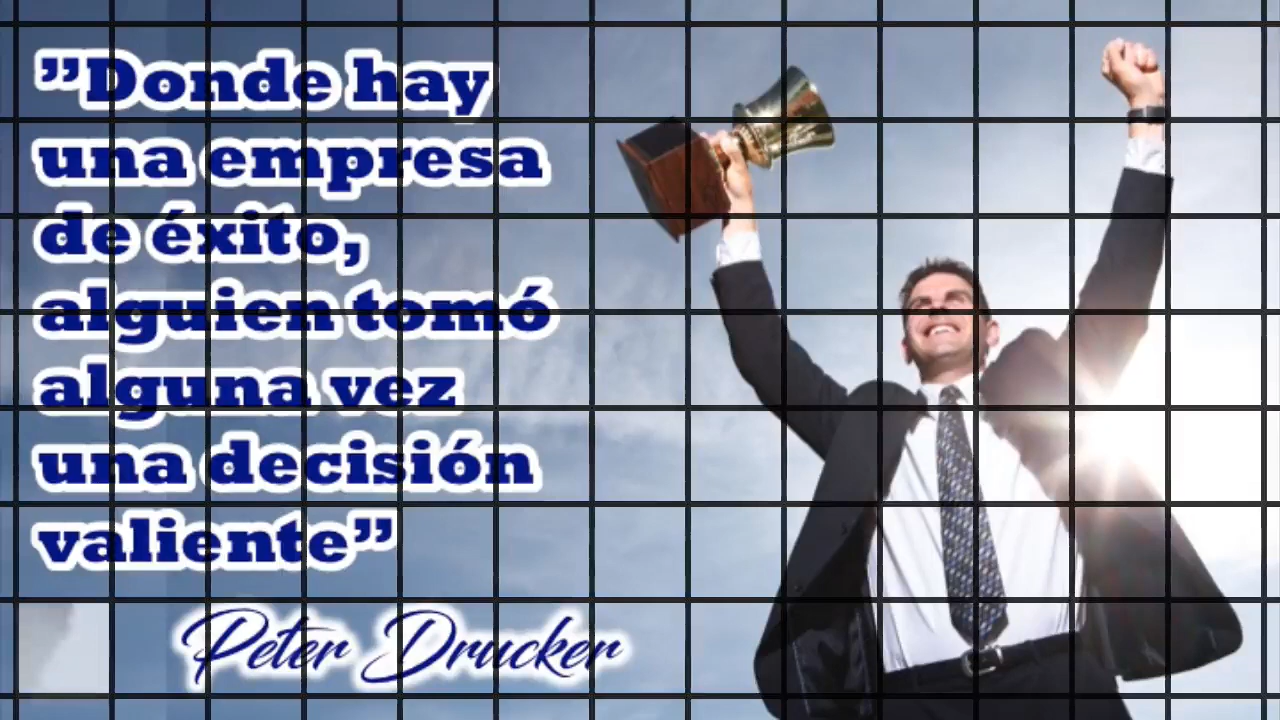 ”Donde hay
una empresa
de éxito,
alguien tomó
alguna vez
una decisión
valiente”
Peter Drucker